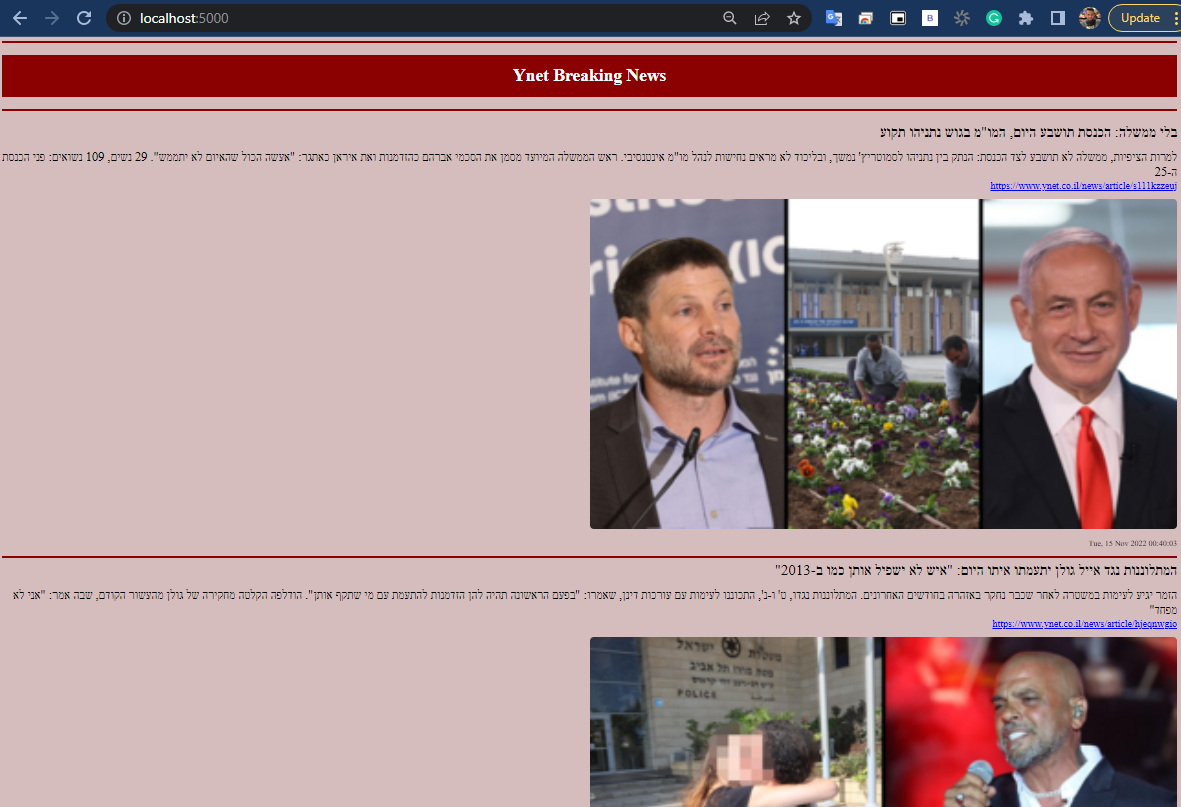 localhost:5000
Update
Ynet Breaking News
בלי ממשלה: הכנסת תושבע היום, המו"מ בגוש נתניהו תקוע
למרות הציפיות, ממשלה לא תושבע לצד הכנסת: הנתק בין נתניהו לסמוטריץ' נמשך, ובליכוד לא מראים נחישות לנהל מו"מ אינטנסיבי. ראש הממשלה המיועד מסמן את הסכמי אברהם כהזדמנות ואת איראן כאתגר: "אעשה הכול שהאיום לא יתממש". 29 נשים, 109 נשואים: פני הכנסת
ה-25
https://www.ynet.co.il/news/article/s111kzzeuj
Tue, 15 Nov 2022 00:40:03
המתלוננות נגד אייל גולן יתעמתו איתו היום: "איש לא ישפיל אותן כמו ב-2013"
הזמר יגיע לעימות במשטרה לאחר שכבר נחקר באזהרה בחודשים האחרונים. המתלוננות נגדו, ט' ו-נ', התכוננו לעימות עם עורכות דינן, שאמרו: "בפעם הראשונה תהיה להן הזדמנות להתעמת עם מי שתקף אותן". הודלפה הקלטה מחקירה של גולן מהעשור הקודם, שבה אמר: "אני לא
מפחד"
https://www.ynet.co.il/news/article/hjeqnwgio
משטרת ישראל
מרחב תל אביב
POLICE